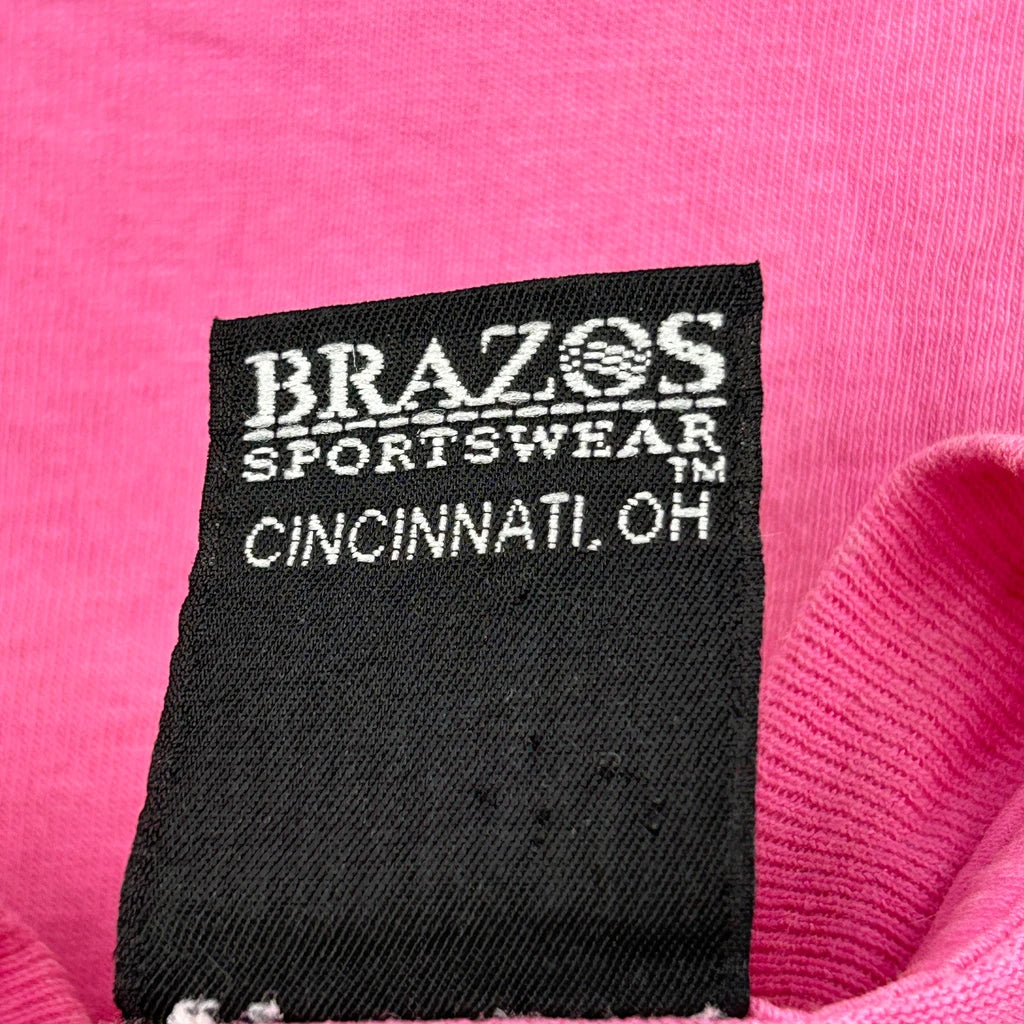 BRAZOS
SPORTSWEAR
TM
CINCINNATI, OH